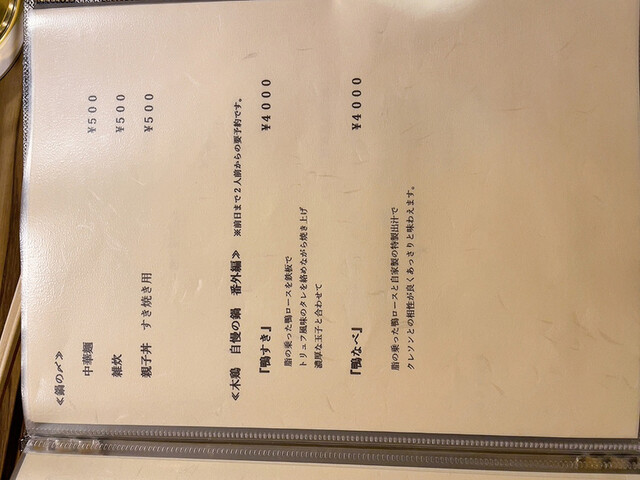 ≪鍋の〆≫
中華麺 ¥500
雑炊 ¥500
親子丼 すき焼き用 ¥500
≪木鶏 自慢の鍋 番外編≫ ※前日まで2人前からの要予約です。
『鴨すき』 ¥4000
脂の乗った鴨ロースを鉄板で
トリュフ風味のタレを絡めながら焼き上げ
濃厚な玉子と合わせて
『鴨なべ』 ¥4000
脂の乗った鴨ロースと自家製の特製出汁で
クレソンとの相性が良くあっさりと味わえます。